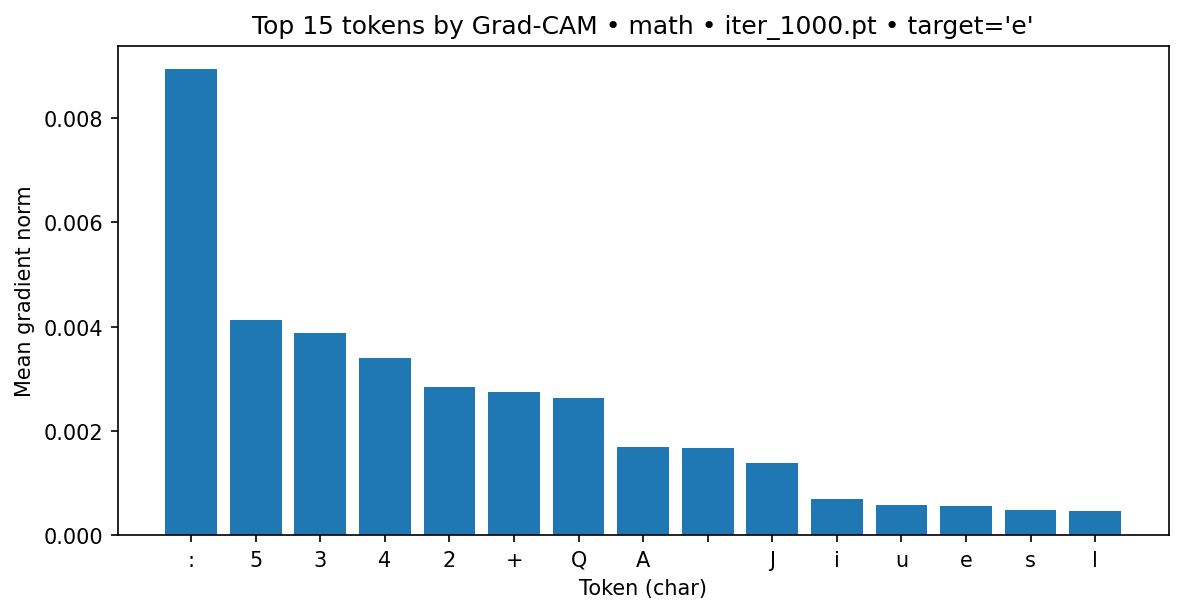 Top 15 tokens by Grad-CAM • math • iter_1000.pt • target='e'
Mean gradient norm
0.008
0.006
0.004
0.002
0.000
: 5 3 4 2 + Q A J i u e s l
Token (char)